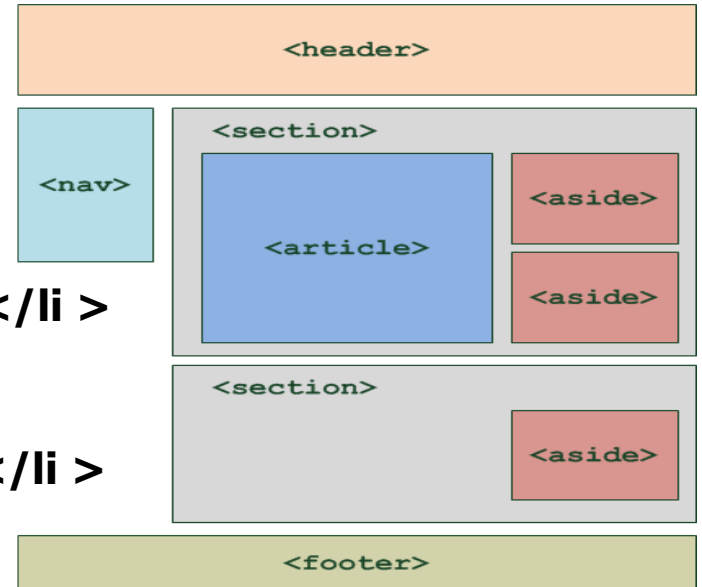 <header>
<section>
<nav>
<aside>
<article>
<aside>
</li >
<section>
<aside>
</li >
<footer>